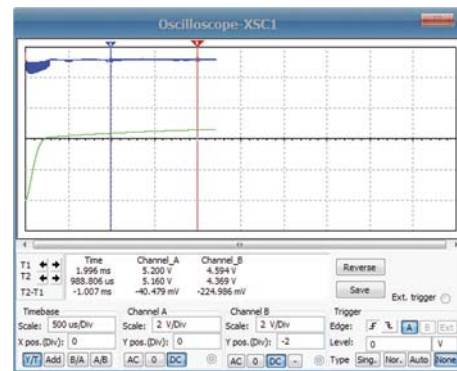 Oscilloscope-XSC1
2 1
Time Channel_A Channel_B
T1 1.996 ms 5.200 V 4.594 V
T2 988.806 us 5.160 V 4.369 V
T2-T1 -1.007 ms -40.479 mV -224.986 mV
Reverse
Save
Ext. trigger
Timebase Channel A Channel B Trigger
Scale: 500 us/Div Scale: 2 V/Div Scale: 2 V/Div Edge: A B Ext
X pos.(Div): 0 Y pos.(Div): 0 Y pos.(Div): -2 Level: 0 V
Y/T Add B/A A/B AC 0 DC AC 0 DC - Type Sing. Nor. Auto None